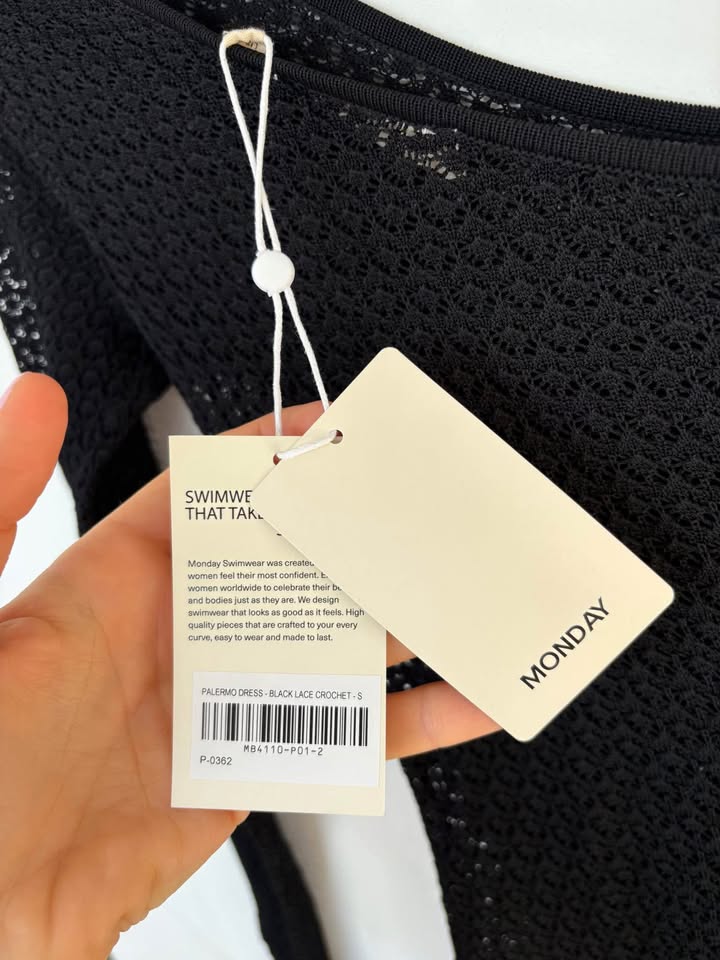 SWIMWE
THAT TAK
Monday Swimwear was created
women feel their most confident.
women worldwide to celebrate their
and bodies just as they are. We design
swimwear that looks as good as it feels. High
quality pieces that are crafted to your every
curve, easy to wear and made to last.
PALERMO DRESS - BLACK LACE CROCHET - S
MB4110-P01-2
P-0362
MONDAY